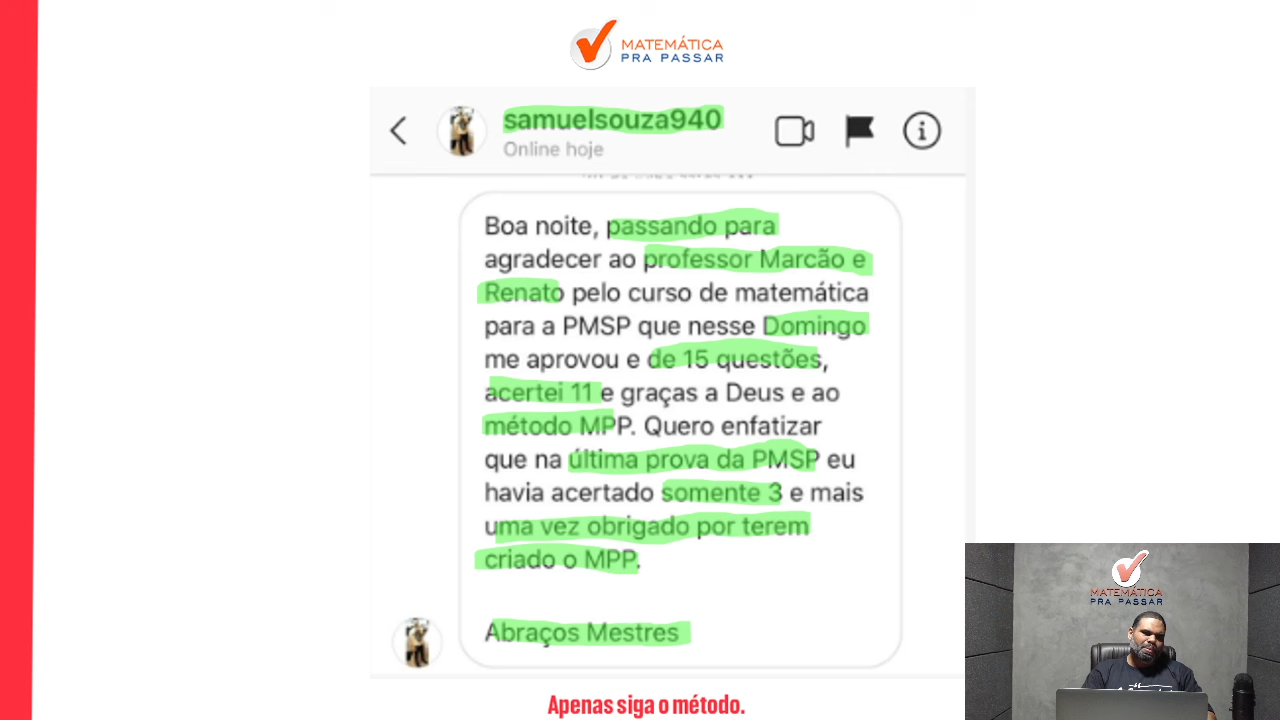 MATEMÁTICA
PRA PASSAR
samuelsouza940
Online hoje
Boa noite, passando para
agradecer ao professor Marcão e
Renato pelo curso de matemática
para a PMSP que nesse Domingo
me aprovou e de 15 questões,
acertei 11 e graças a Deus e ao
método MPP. Quero enfatizar
que na última prova da PMSP eu
havia acertado somente 3 e mais
uma vez obrigado por terem
criado o MPP.
Abraços Mestres
MATEMÁTICA
PRA PASSAR
Apenas siga o método.